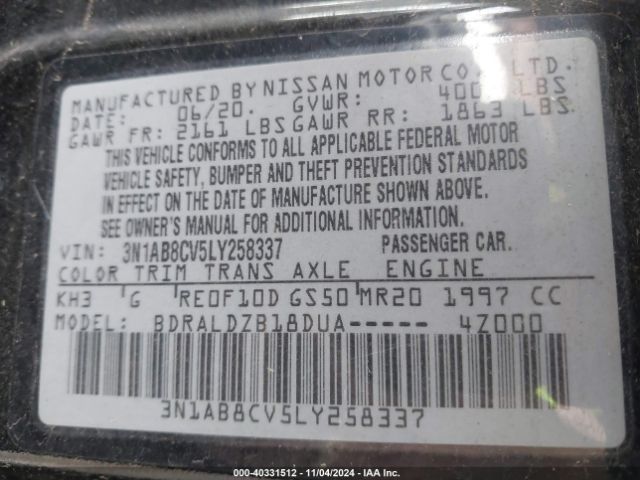 MANUFACTURED BY NISSAN MOTOR CO., LTD.
DATE: 06/20. GVWR: LBS
GAWR FR: 2161 LBS GAWR RR: 1863 LBS
THIS VEHICLE CONFORMS TO ALL APPLICABLE FEDERAL MOTOR
VEHICLE SAFETY, BUMPER AND THEFT PREVENTION STANDARDS
IN EFFECT ON THE DATE OF MANUFACTURE SHOWN ABOVE.
SEE OWNER'S MANUAL FOR ADDITIONAL INFORMATION.
VIN: 3N1AB8CV5LY258337 PASSENGER CAR.
COLOR TRIM TRANS AXLE ENGINE
KH3 G RE0F10D GS50 MR20 1997 CC
MODEL: BDRALDZB18DUA----- 4Z000
3N1AB8CV5LY258337
000-40331512 - 11/04/2024 - IAA Inc.